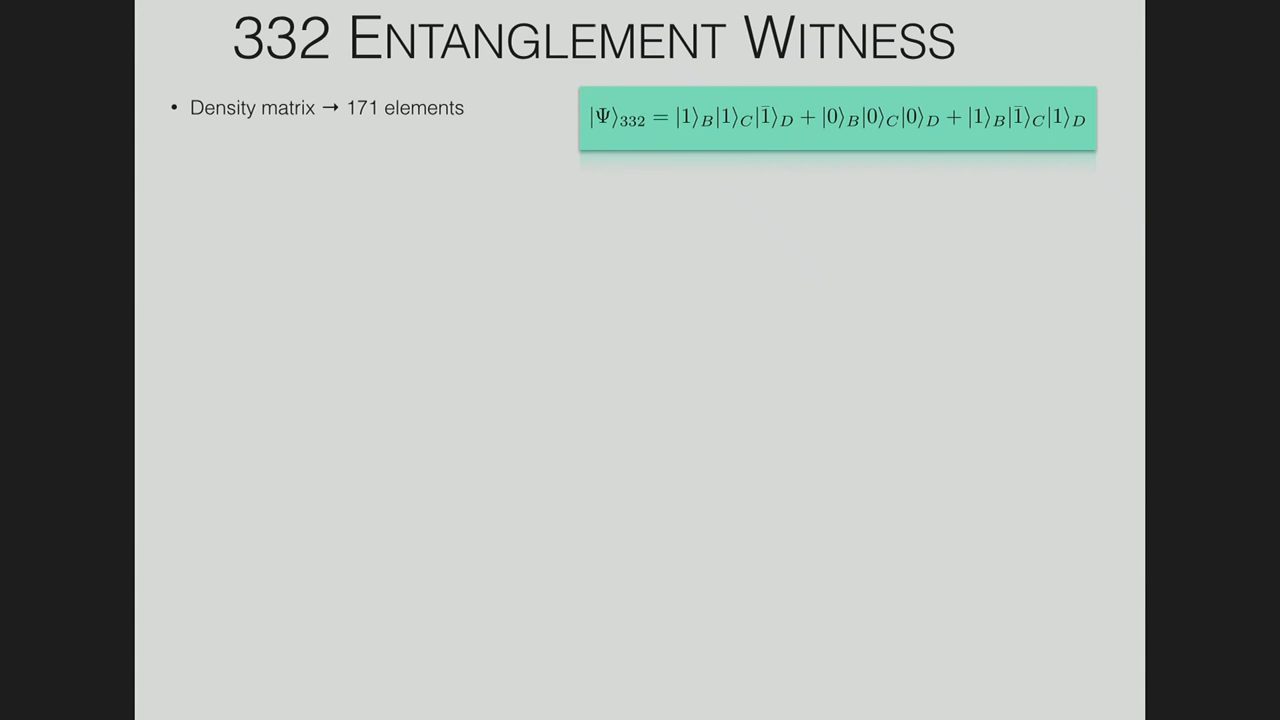 332 ENTANGLEMENT WITNESS
• Density matrix → 171 elements
|Ψ⟩₃₃₂ = |1⟩_B|1⟩_C|1̄⟩_D + |0⟩_B|0⟩_C|0⟩_D + |1⟩_B|1̄⟩_C|1⟩_D